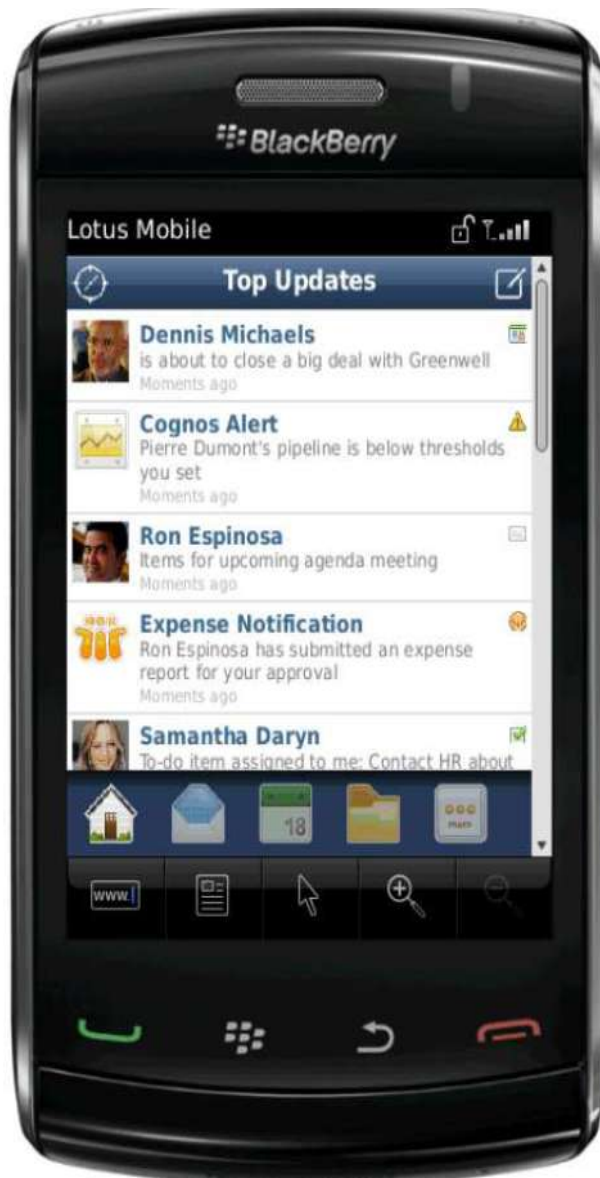 BlackBerry
Lotus Mobile
Top Updates
Dennis Michaels
is about to close a big deal with Greenwell
Moments ago
Cognos Alert
Pierre Dumont's pipeline is below thresholds
you set
Moments ago
Ron Espinosa
Items for upcoming agenda meeting
Moments ago
Expense Notification
Ron Espinosa has submitted an expense
report for your approval
Moments ago
Samantha Daryn
To-do item assigned to me: Contact HR about
18
www.